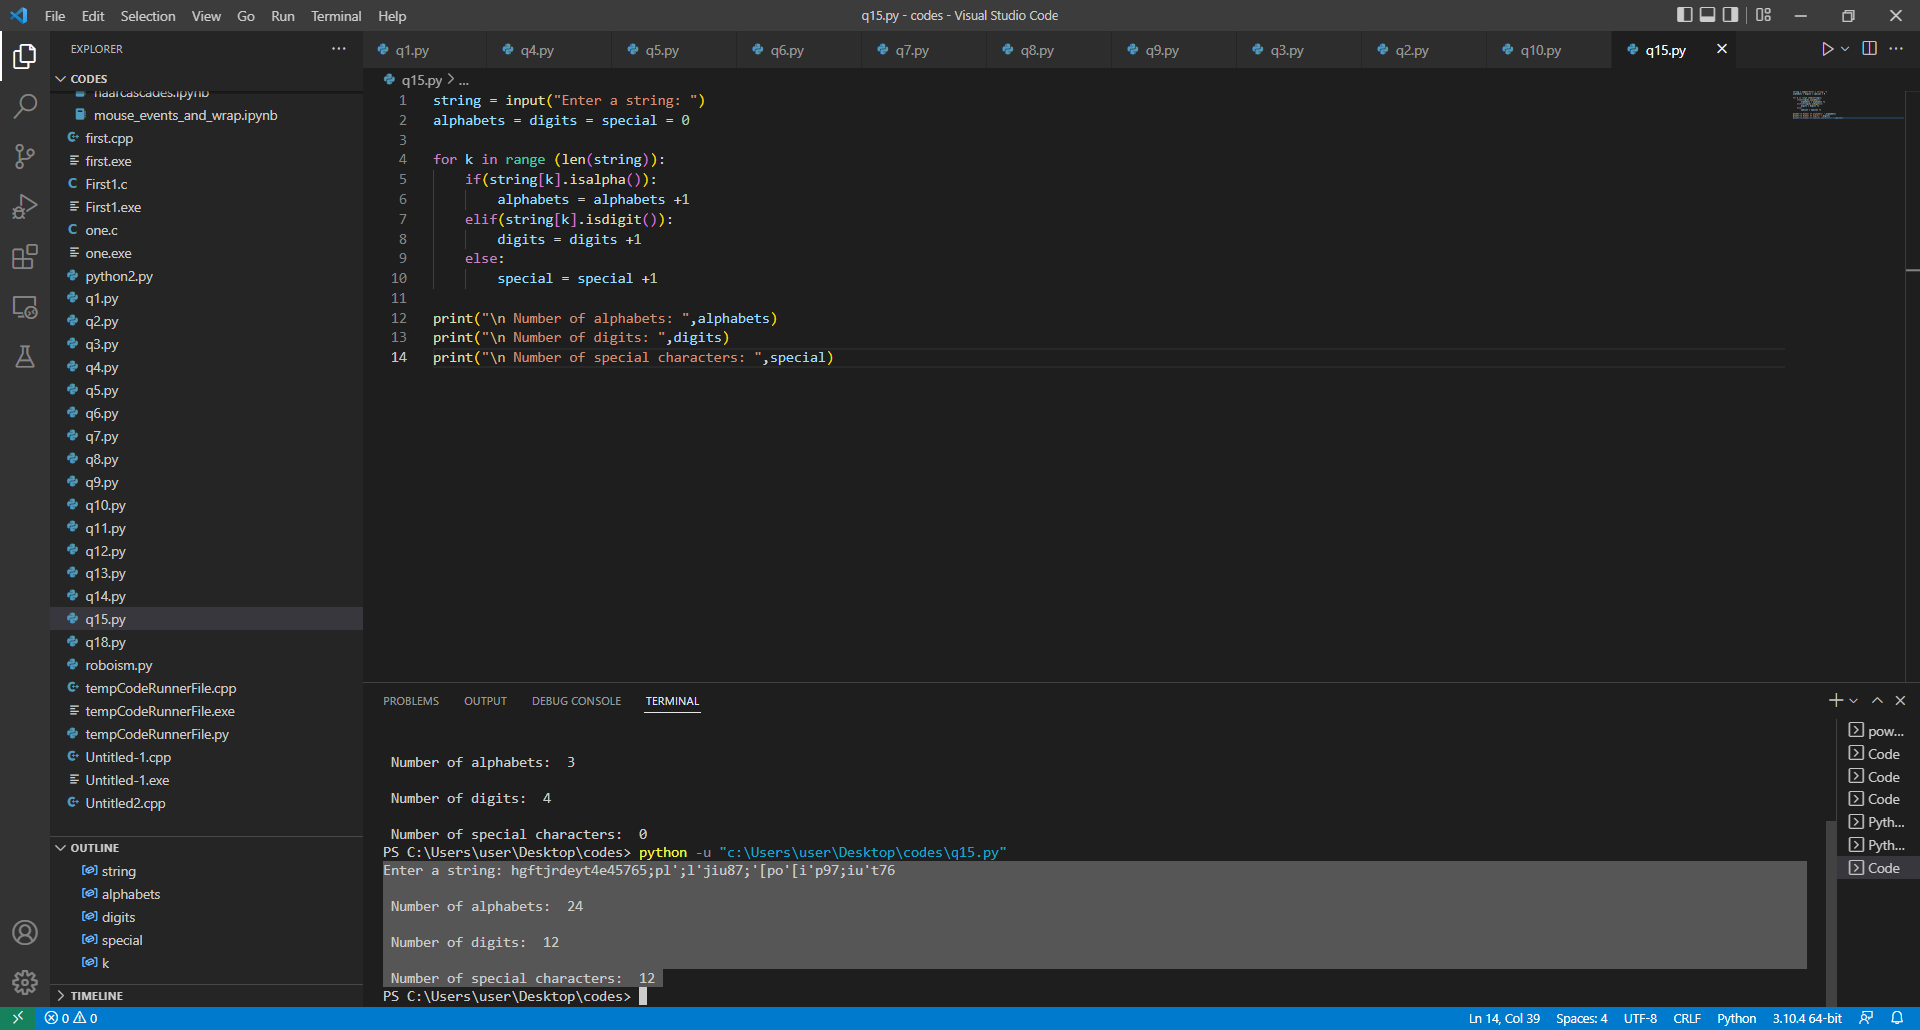 File Edit Selection View Go Run Terminal Help
q15.py - codes - Visual Studio Code
EXPLORER
CODES
haarcascades.ipynb
mouse_events_and_wrap.ipynb
first.cpp
first.exe
First1.c
First1.exe
one.c
one.exe
python2.py
q1.py
q2.py
q3.py
q4.py
q5.py
q6.py
q7.py
q8.py
q9.py
q10.py
q11.py
q12.py
q13.py
q14.py
q15.py
q18.py
roboism.py
tempCodeRunnerFile.cpp
tempCodeRunnerFile.exe
tempCodeRunnerFile.py
Untitled-1.cpp
Untitled-1.exe
Untitled2.cpp
OUTLINE
string
alphabets
digits
special
k
TIMELINE
q1.py q4.py q5.py q6.py q7.py q8.py q9.py q3.py q2.py q10.py q15.py
q15.py > ...
1 string = input("Enter a string: ")
2 alphabets = digits = special = 0
3
4 for k in range (len(string)):
5 if(string[k].isalpha()):
6 alphabets = alphabets +1
7 elif(string[k].isdigit()):
8 digits = digits +1
9 else:
10 special = special +1
11
12 print("\n Number of alphabets: ",alphabets)
13 print("\n Number of digits: ",digits)
14 print("\n Number of special characters: ",special)
PROBLEMS OUTPUT DEBUG CONSOLE TERMINAL
Number of alphabets: 3
Number of digits: 4
Number of special characters: 0
PS C:\Users\user\Desktop\codes> python -u "c:\Users\user\Desktop\codes\q15.py"
Enter a string: hgftjrdeyt4e45765;pl';l'jiu87;'[po'[i'p97;iu't76
Number of alphabets: 24
Number of digits: 12
Number of special characters: 12
PS C:\Users\user\Desktop\codes>
pow...
Code
Code
Code
Pyth...
Pyth...
Code
0 0
Ln 14, Col 39 Spaces: 4 UTF-8 CRLF Python 3.10.4 64-bit